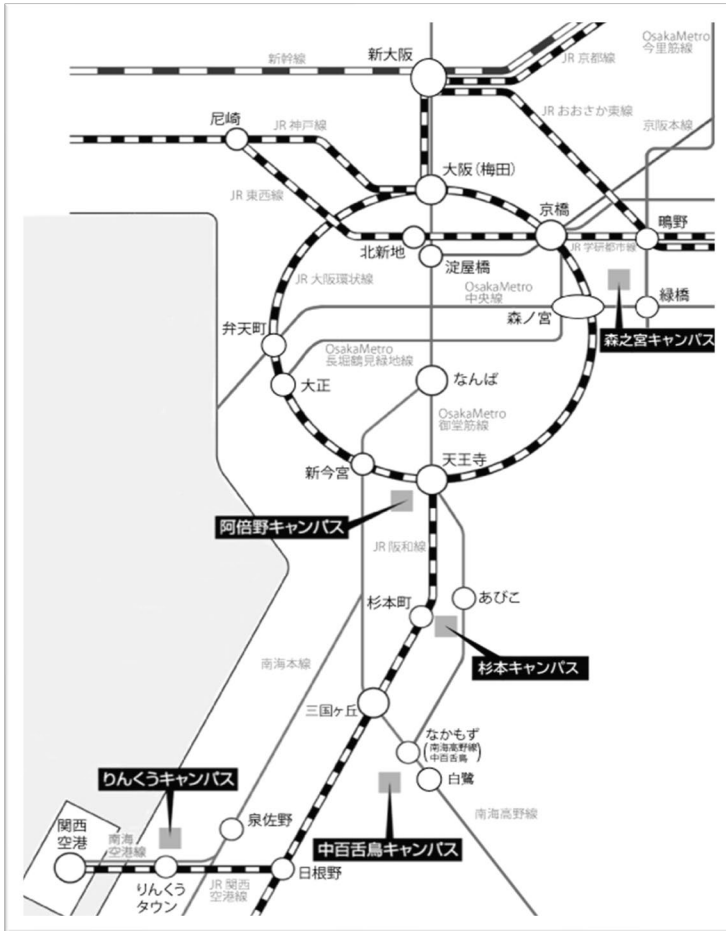 OsakaMetro
今里筋線
新大阪
新幹線
JR 京都線
尼崎
JR 神戸線
JR おおさか東線
京阪本線
大阪（梅田）
JR 東西線
京橋
鴫野
北新地
JR 学研都市線
淀屋橋
JR 大阪環状線
OsakaMetro
中央線
緑橋
森ノ宮
弁天町
森之宮キャンパス
OsakaMetro
長堀鶴見緑地線
なんば
大正
OsakaMetro
御堂筋線
天王寺
新今宮
阿倍野キャンパス
JR 阪和線
あびこ
杉本町
南海本線
杉本キャンパス
三国ヶ丘
なかもず
（南海高野線
中百舌鳥）
りんくうキャンパス
白鷺
南海高野線
関西
空港
泉佐野
南海
空港線
中百舌鳥キャンパス
日根野
りんくう
タウン
JR 関西
空港線